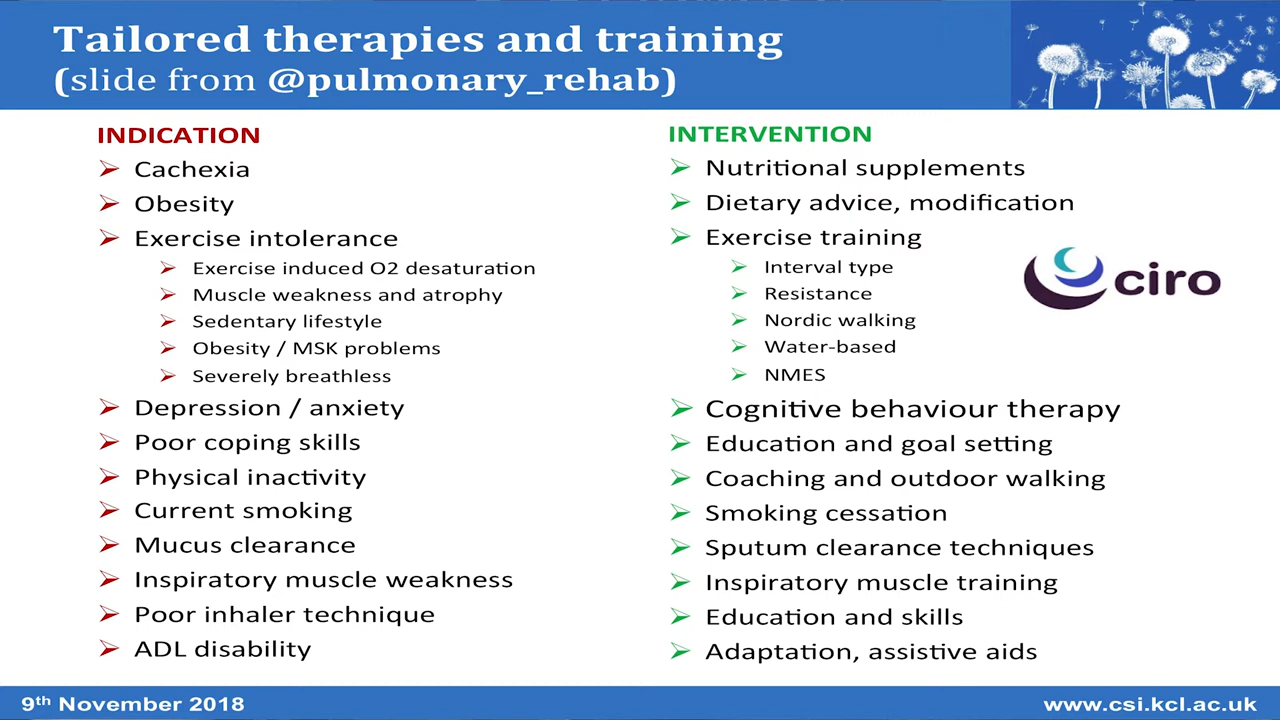 Tailored therapies and training
(slide from @pulmonary_rehab)
INDICATION
Cachexia
Obesity
Exercise intolerance
Exercise induced O2 desaturation
Muscle weakness and atrophy
Sedentary lifestyle
Obesity / MSK problems
Severely breathless
Depression / anxiety
Poor coping skills
Physical inactivity
Current smoking
Mucus clearance
Inspiratory muscle weakness
Poor inhaler technique
ADL disability
INTERVENTION
Nutritional supplements
Dietary advice, modification
Exercise training
Interval type
Resistance
Nordic walking
Water-based
NMES
Cognitive behaviour therapy
Education and goal setting
Coaching and outdoor walking
Smoking cessation
Sputum clearance techniques
Inspiratory muscle training
Education and skills
Adaptation, assistive aids
ciro
9th November 2018
www.csi.kcl.ac.uk